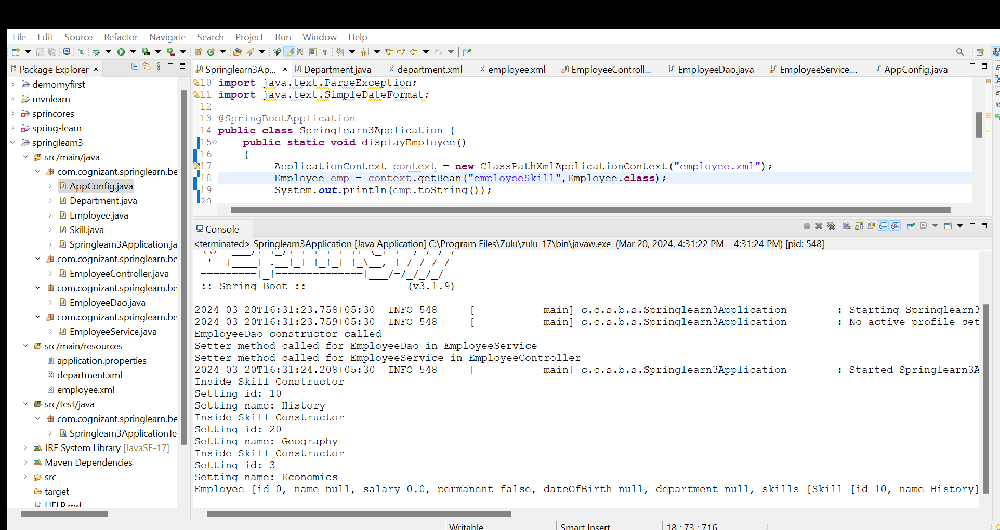 File Edit Source Refactor Navigate Search Project Run Window Help
Package Explorer
demomyfirst
mvnlearn
sprincores
spring-learn
springlearn3
src/main/java
com.cognizant.springlearn.be
AppConfig.java
Department.java
Employee.java
Skill.java
Springlearn3Application.ja
com.cognizant.springlearn.be
EmployeeController.java
com.cognizant.springlearn.be
EmployeeDao.java
com.cognizant.springlearn.be
EmployeeService.java
src/main/resources
application.properties
department.xml
employee.xml
src/test/java
com.cognizant.springlearn.be
Springlearn3ApplicationTe
JRE System Library [JavaSE-17]
Maven Dependencies
src
target
HELP.md
Springlearn3Ap... Department.java department.xml employee.xml EmployeeControll... EmployeeDao.java EmployeeService.... AppConfig.java
10 import java.text.ParseException;
11 import java.text.SimpleDateFormat;
12
13 @SpringBootApplication
14 public class Springlearn3Application {
15 public static void displayEmployee()
16 {
17 ApplicationContext context = new ClassPathXmlApplicationContext("employee.xml");
18 Employee emp = context.getBean("employeeSkill",Employee.class);
19 System.out.println(emp.toString());
20
Console
<terminated> Springlearn3Application [Java Application] C:\Program Files\Zulu\zulu-17\bin\javaw.exe (Mar 20, 2024, 4:31:22 PM – 4:31:24 PM) [pid: 548]
' |____| .__|_| |_|_| |_\__, | / / / /
=========|_|==============|___/=/_/_/_/
:: Spring Boot :: (v3.1.9)
2024-03-20T16:31:23.758+05:30 INFO 548 --- [ main] c.c.s.b.s.Springlearn3Application : Starting Springlearn3
2024-03-20T16:31:23.759+05:30 INFO 548 --- [ main] c.c.s.b.s.Springlearn3Application : No active profile set
EmployeeDao constructor called
Setter method called for EmployeeDao in EmployeeService
Setter method called for EmployeeService in EmployeeController
2024-03-20T16:31:24.208+05:30 INFO 548 --- [ main] c.c.s.b.s.Springlearn3Application : Started Springlearn3A
Inside Skill Constructor
Setting id: 10
Setting name: History
Inside Skill Constructor
Setting id: 20
Setting name: Geography
Inside Skill Constructor
Setting id: 3
Setting name: Economics
Employee [id=0, name=null, salary=0.0, permanent=false, dateOfBirth=null, department=null, skills=[Skill [id=10, name=History]
Writable Smart Insert 18 : 73 : 716